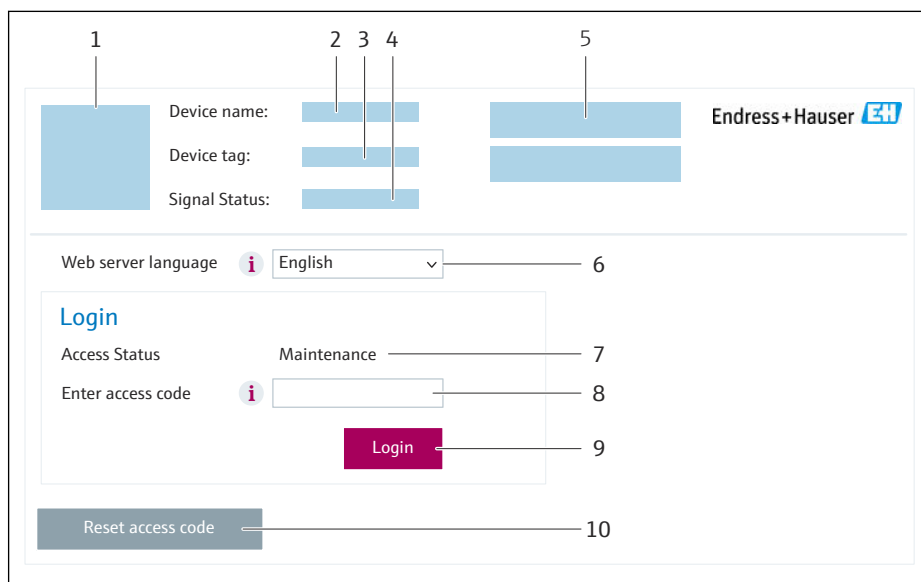 1 2 3 4 5
Device name:
Endress+Hauser EH
Device tag:
Signal Status:
Web server language i English 6
Login
Access Status Maintenance 7
Enter access code i 8
Login 9
Reset access code 10